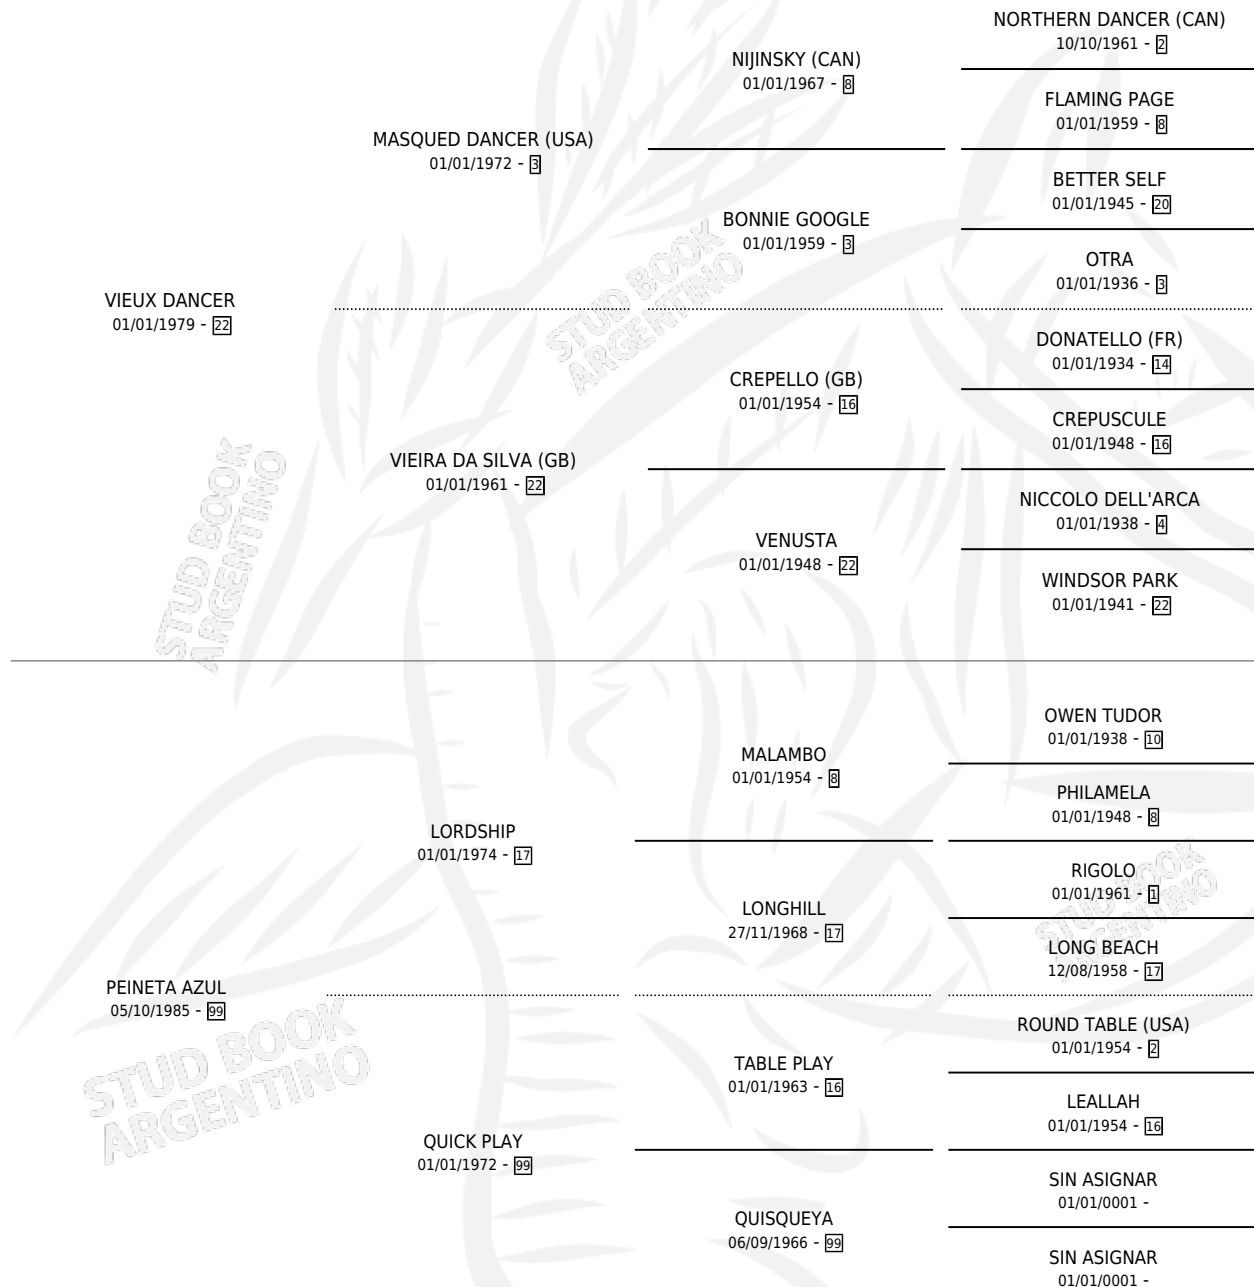 NORTHERN DANCER (CAN)
10/10/1961 - 2
NIJINSKY (CAN)
01/01/1967 - 8
FLAMING PAGE
01/01/1959 - 8
MASQUED DANCER (USA)
01/01/1972 - 3
BETTER SELF
01/01/1945 - 20
BONNIE GOOGLE
01/01/1959 - 3
OTRA
01/01/1936 - 3
VIEUX DANCER
01/01/1979 - 22
DONATELLO (FR)
01/01/1934 - 14
CREPELLO (GB)
01/01/1954 - 16
CREPUSCULE
01/01/1948 - 16
VIEIRA DA SILVA (GB)
01/01/1961 - 22
NICCOLO DELL'ARCA
01/01/1938 - 4
VENUSTA
01/01/1948 - 22
WINDSOR PARK
01/01/1941 - 22
STUD BOOK
ARGENTINO
STUD BOOK
ARGENTINO
OWEN TUDOR
01/01/1938 - 10
MALAMBO
01/01/1954 - 8
PHILAMELA
01/01/1948 - 8
LORDSHIP
01/01/1974 - 17
RIGOLO
01/01/1961 - 1
LONGHILL
27/11/1968 - 17
LONG BEACH
12/08/1958 - 17
STUD BOOK
ARGENTINO
PEINETA AZUL
05/10/1985 - 99
ROUND TABLE (USA)
01/01/1954 - 2
TABLE PLAY
01/01/1963 - 16
LEALLAH
01/01/1954 - 16
STUD BOOK
ARGENTINO
QUICK PLAY
01/01/1972 - 99
SIN ASIGNAR
01/01/0001 -
QUISQUEYA
06/09/1966 - 99
SIN ASIGNAR
01/01/0001 -